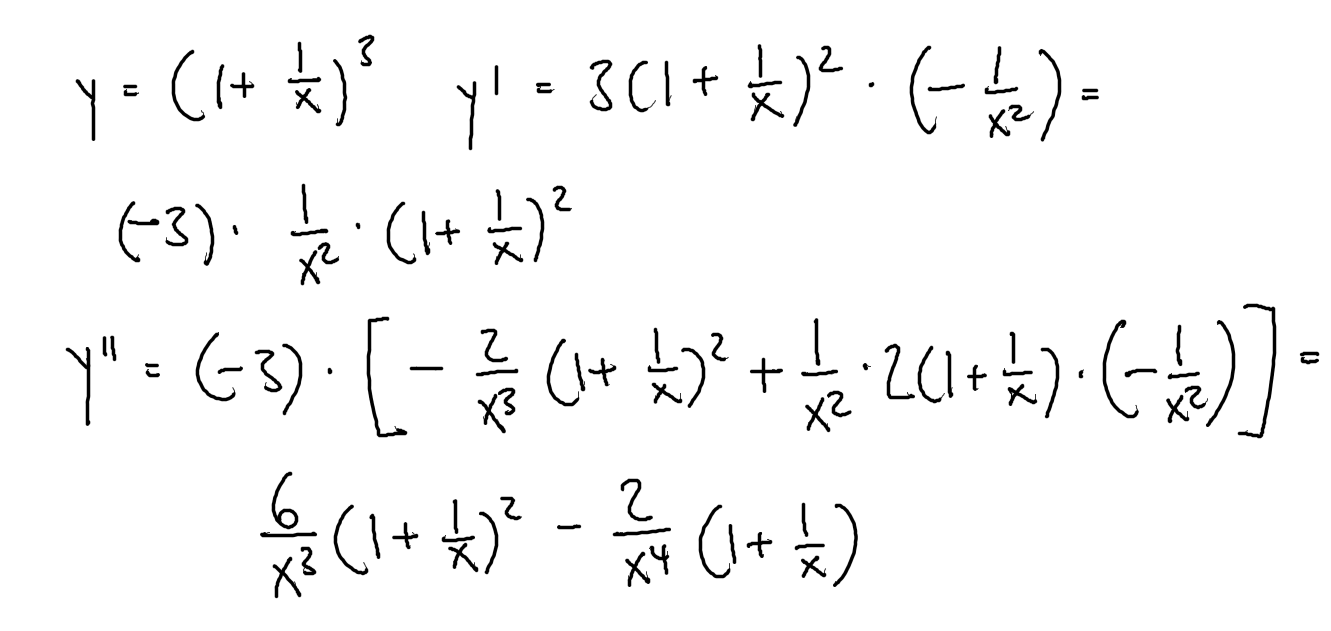 y = (1 + 1/x)^3    y' = 3(1 + 1/x)^2 · (- 1/x^2) =
(-3) · 1/x^2 · (1 + 1/x)^2
y'' = (-3) · [ - 2/x^3 (1 + 1/x)^2 + 1/x^2 · 2(1 + 1/x) · (- 1/x^2) ] =
6/x^3 (1 + 1/x)^2 - 2/x^4 (1 + 1/x)